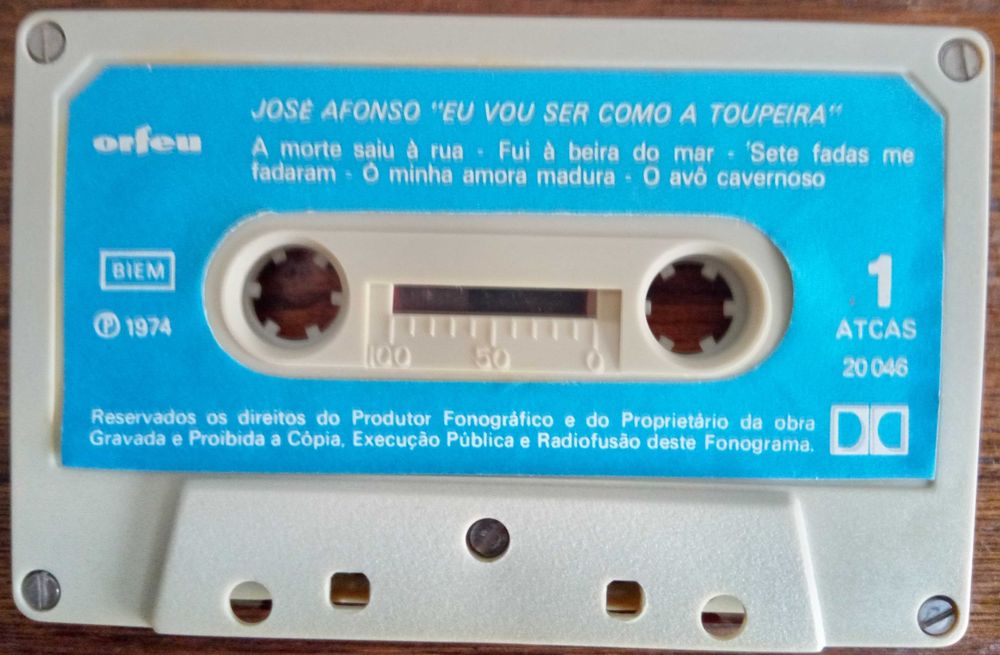 JOSÉ AFONSO "EU VOU SER COMO A TOUPEIRA"
orfeu
A morte saiu à rua - Fui à beira do mar - 'Sete fadas me
fadaram - Ó minha amora madura - O avô cavernoso
BIEM
1
Ⓟ 1974
ATCAS
20 046
100 50 0
Reservados os direitos do Produtor Fonográfico e do Proprietário da obra
Gravada e Proibida a Cópia, Execução Pública e Radiofusão deste Fonograma.